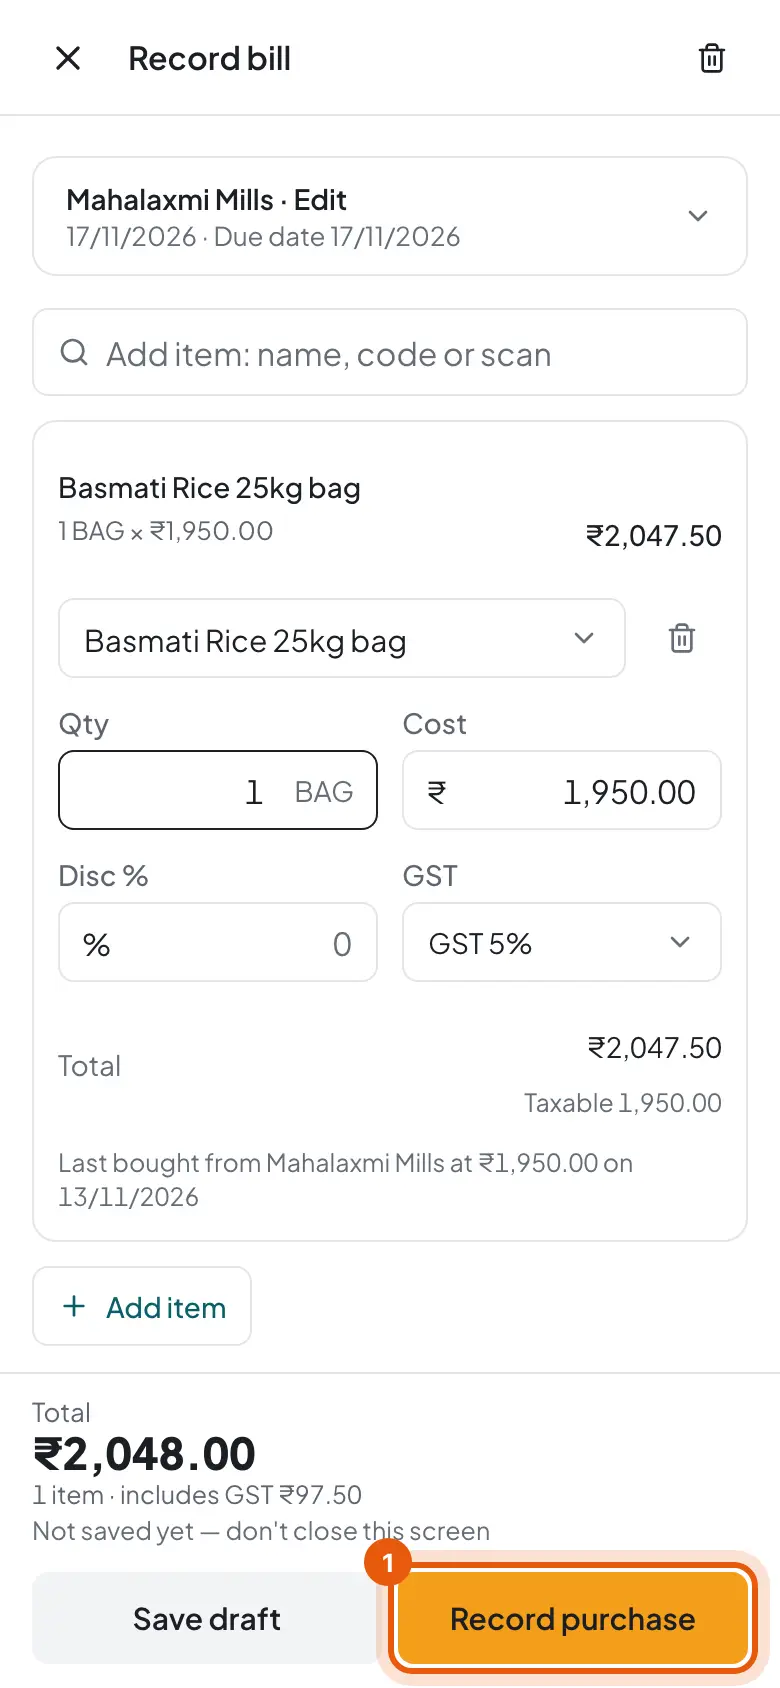 Record bill
Mahalaxmi Mills · Edit
17/11/2026 · Due date 17/11/2026
Add item: name, code or scan
Basmati Rice 25kg bag
1 BAG × ₹1,950.00
₹2,047.50
Basmati Rice 25kg bag
Qty
Cost
1 BAG
₹ 1,950.00
Disc %
GST
% 0
GST 5%
₹2,047.50
Total
Taxable 1,950.00
Last bought from Mahalaxmi Mills at ₹1,950.00 on
13/11/2026
+ Add item
Total
₹2,048.00
1 item · includes GST ₹97.50
Not saved yet — don't close this screen
1
Save draft
Record purchase